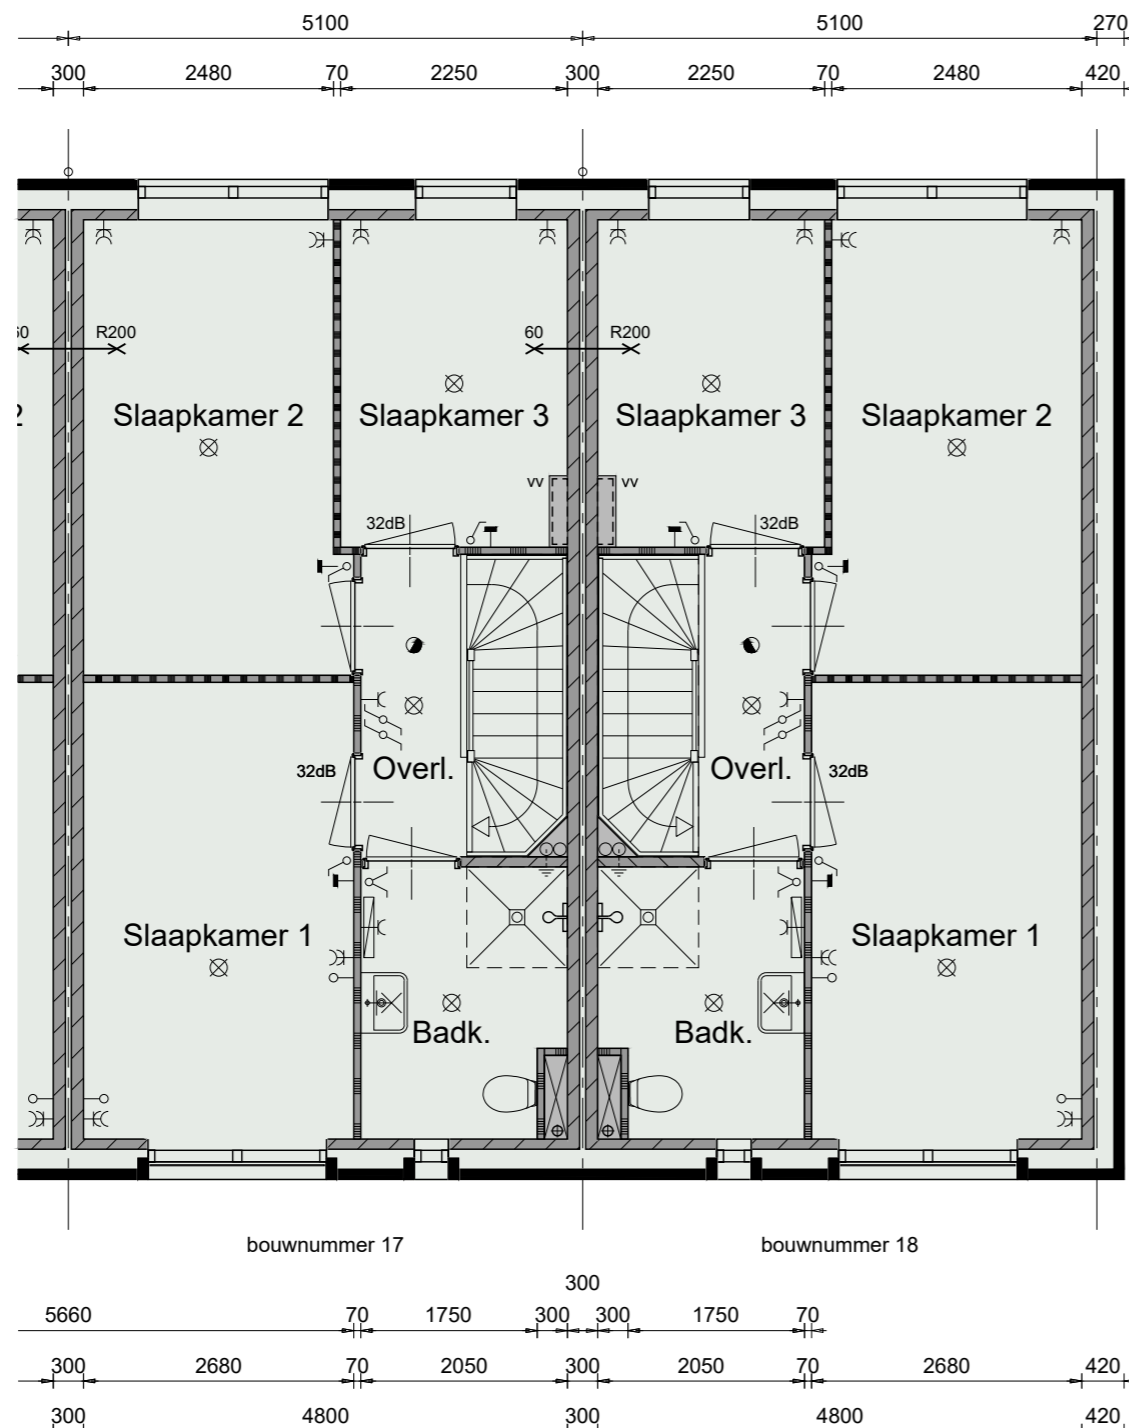 5100 5100 270
300 2480 70 2250 300 2250 70 2480 420
60 R200 60 R200
2 Slaapkamer 2 Slaapkamer 3 Slaapkamer 3 Slaapkamer 2
vv vv
32dB 32dB
32dB Overl. Overl. 32dB
Slaapkamer 1 Slaapkamer 1
Badk. Badk.
bouwnummer 17 bouwnummer 18
300
5660 70 1750 300 300 1750 70
300 2680 70 2050 300 2050 70 2680 420
300 4800 300 4800 420